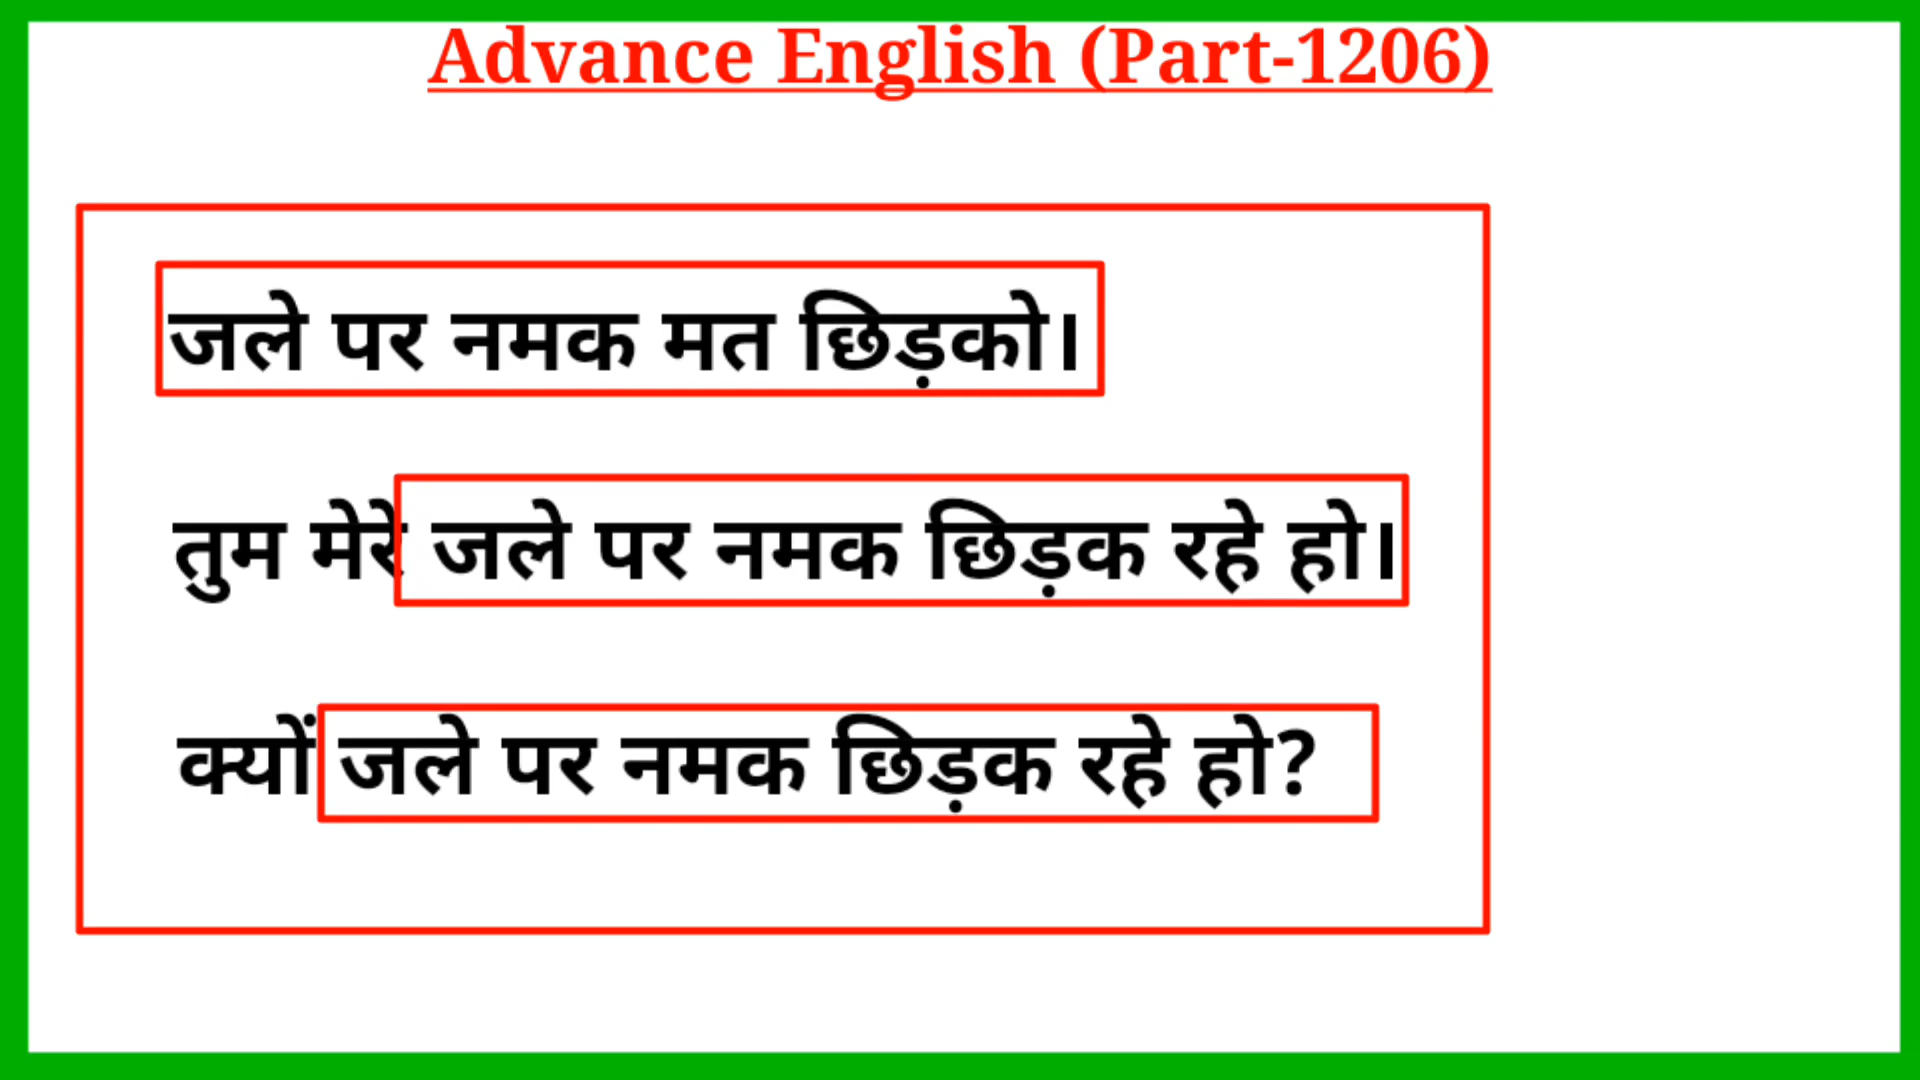 Advance English (Part-1206)
जले पर नमक मत छिड़को।
तुम मेरे जले पर नमक छिड़क रहे हो।
क्यों जले पर नमक छिड़क रहे हो?